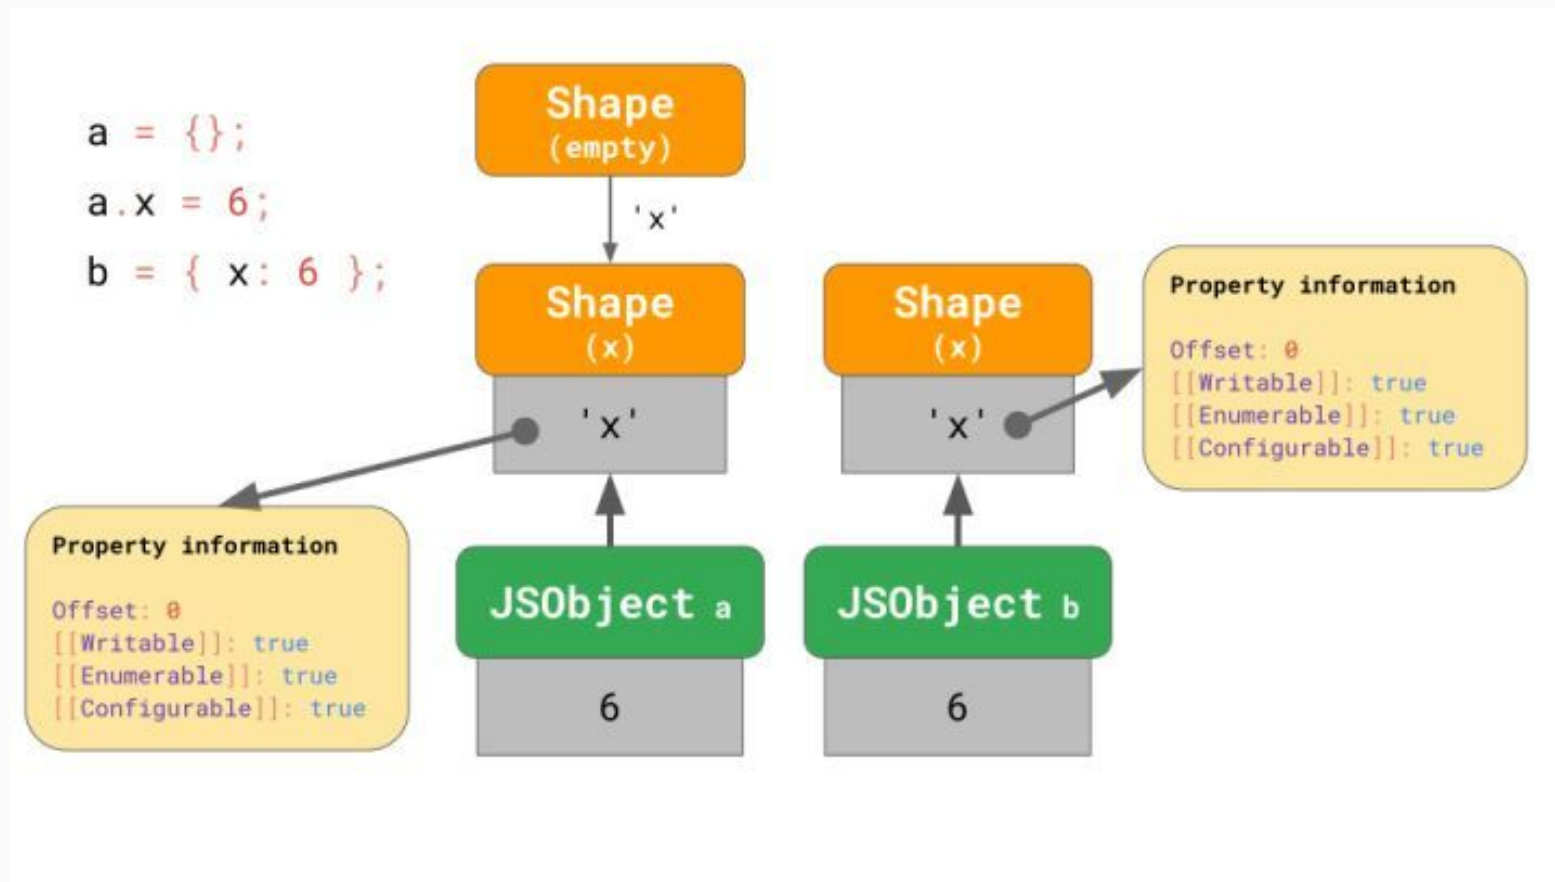 a = {};
a.x = 6;
b = { x: 6 };
Shape
(empty)
'x'
Shape
(x)
'x'
Shape
(x)
'x'
Property information
Offset: 0
[[Writable]]: true
[[Enumerable]]: true
[[Configurable]]: true
Property information
Offset: 0
[[Writable]]: true
[[Enumerable]]: true
[[Configurable]]: true
JSObject a
6
JSObject b
6